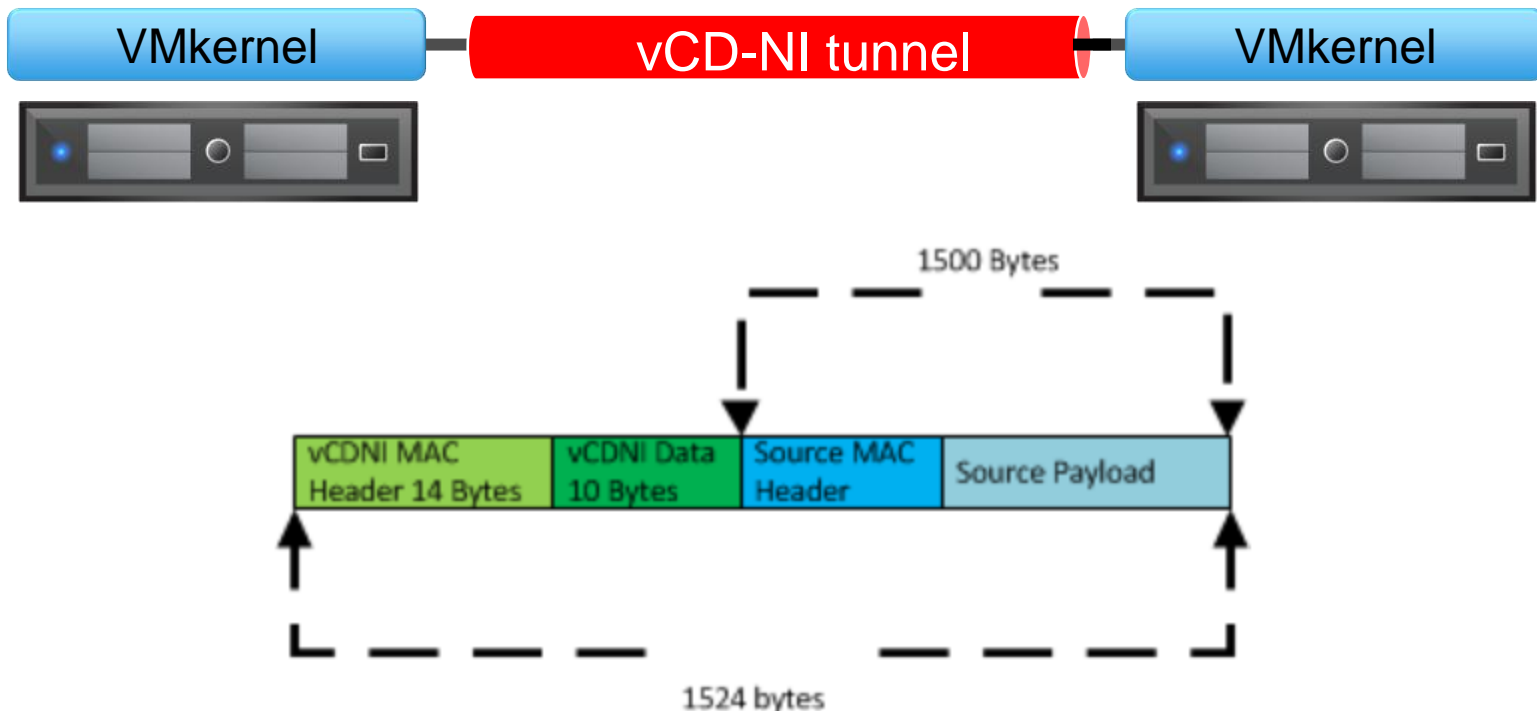 VMkernel
vCD-NI tunnel
VMkernel
1500 Bytes
vCDNI MAC
Header 14 Bytes
vCDNI Data
10 Bytes
Source MAC
Header
Source Payload
1524 bytes